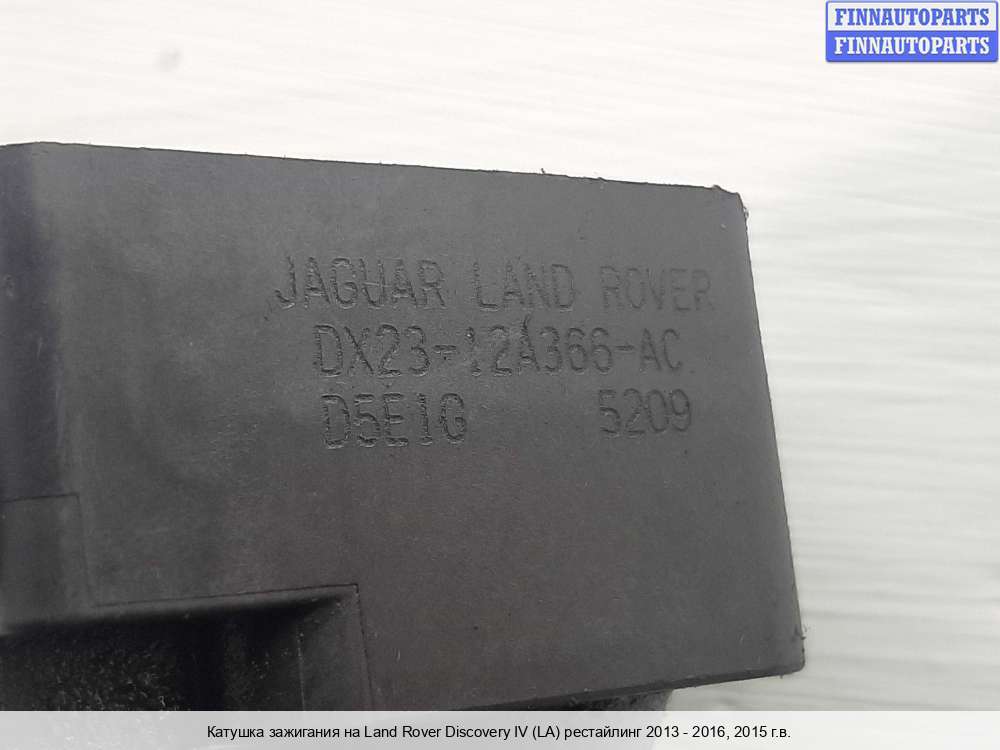 FINNAUTOPARTS
FINNAUTOPARTS
JAGUAR LAND ROVER
DX23-12A366-AC
D5E1G 5209
Катушка зажигания на Land Rover Discovery IV (LA) рестайлинг 2013 - 2016, 2015 г.в.